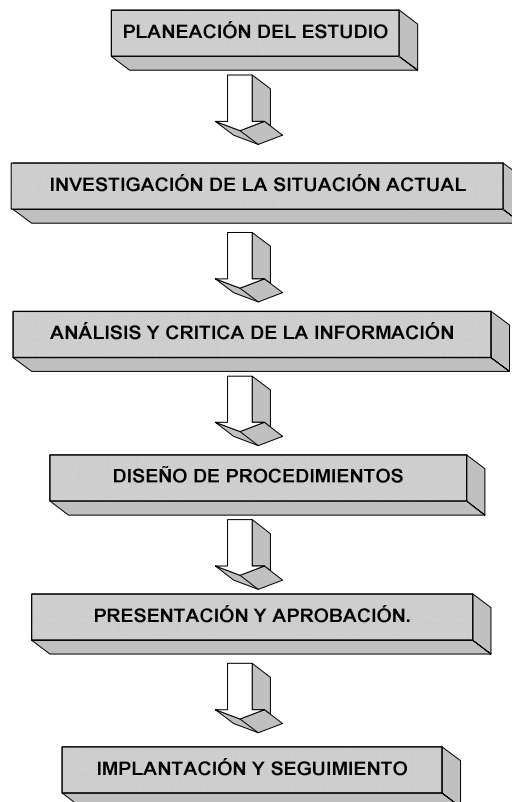 PLANEACIÓN DEL ESTUDIO
INVESTIGACIÓN DE LA SITUACIÓN ACTUAL
ANÁLISIS Y CRITICA DE LA INFORMACIÓN
DISEÑO DE PROCEDIMIENTOS
PRESENTACIÓN Y APROBACIÓN.
IMPLANTACIÓN Y SEGUIMIENTO